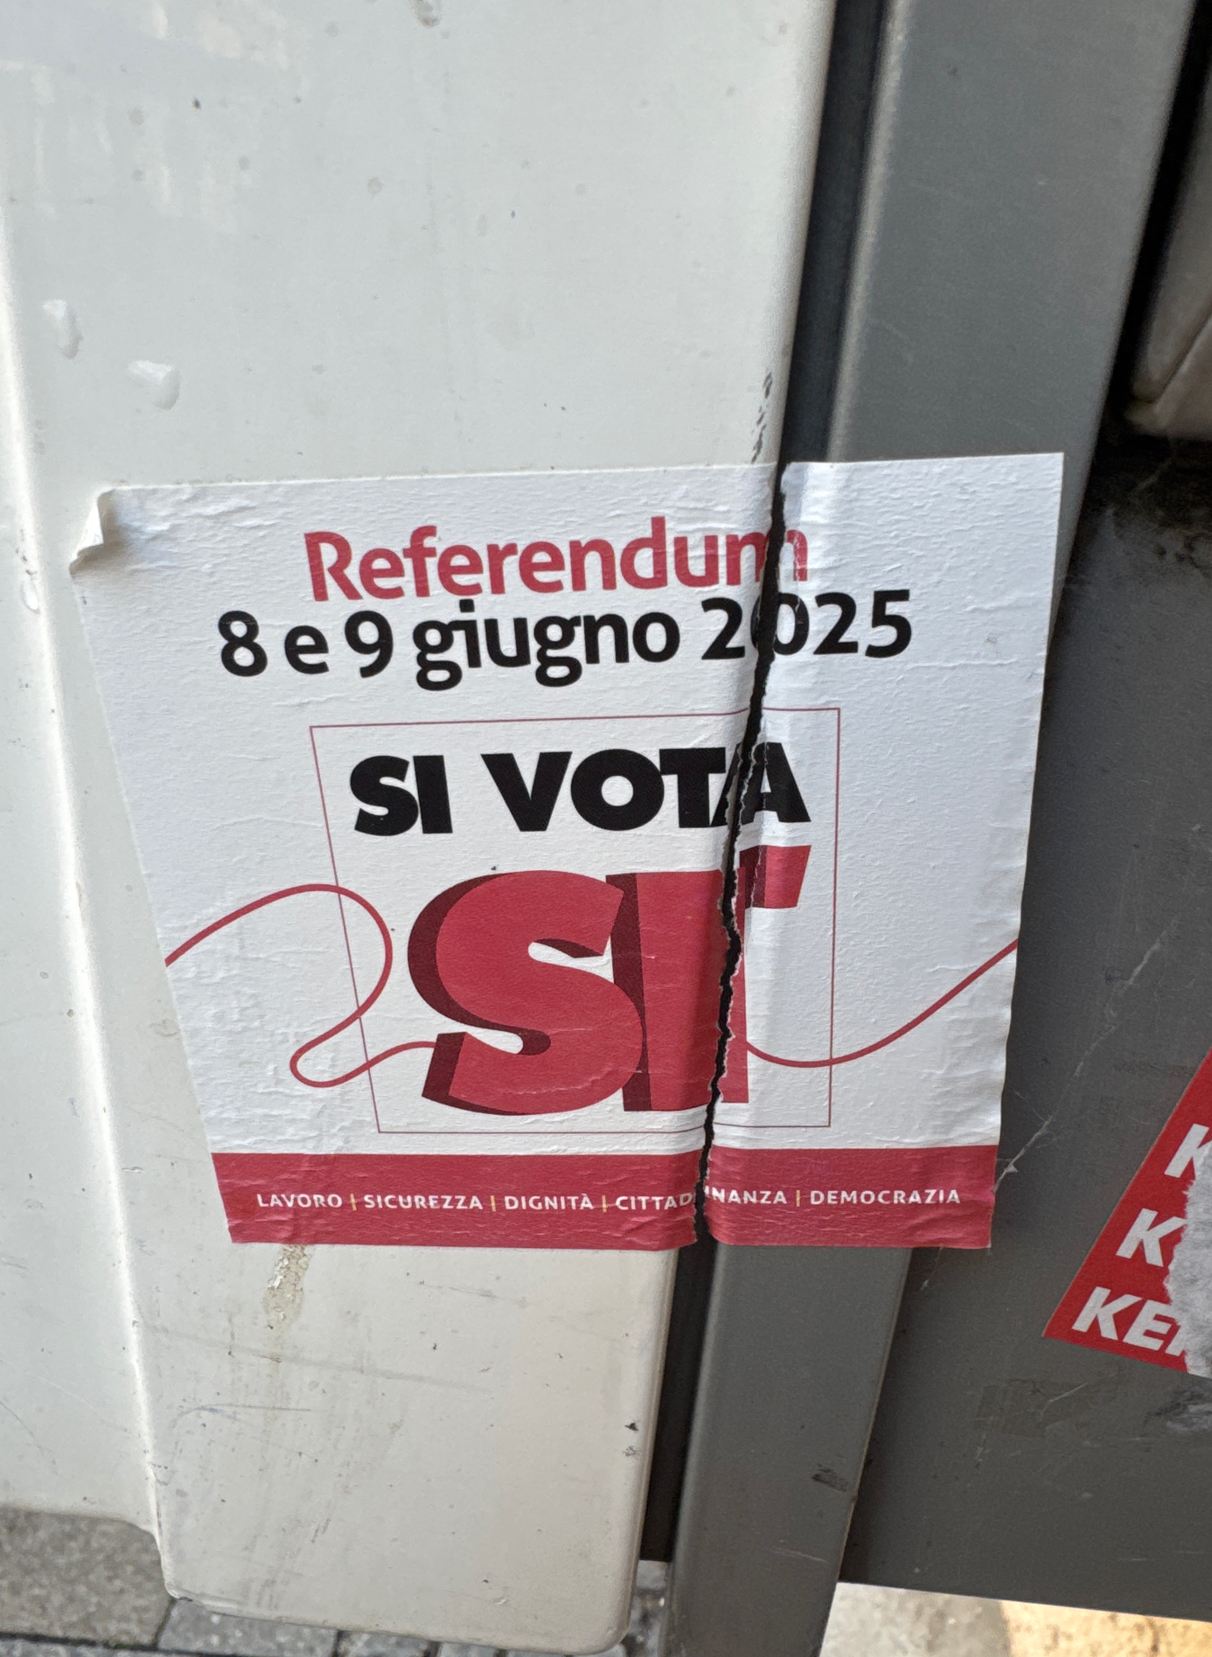 Referendum
8 e 9 giugno 2025
SI VOTA
SÌ
LAVORO | SICUREZZA | DIGNITÀ | CITTADINANZA | DEMOCRAZIA